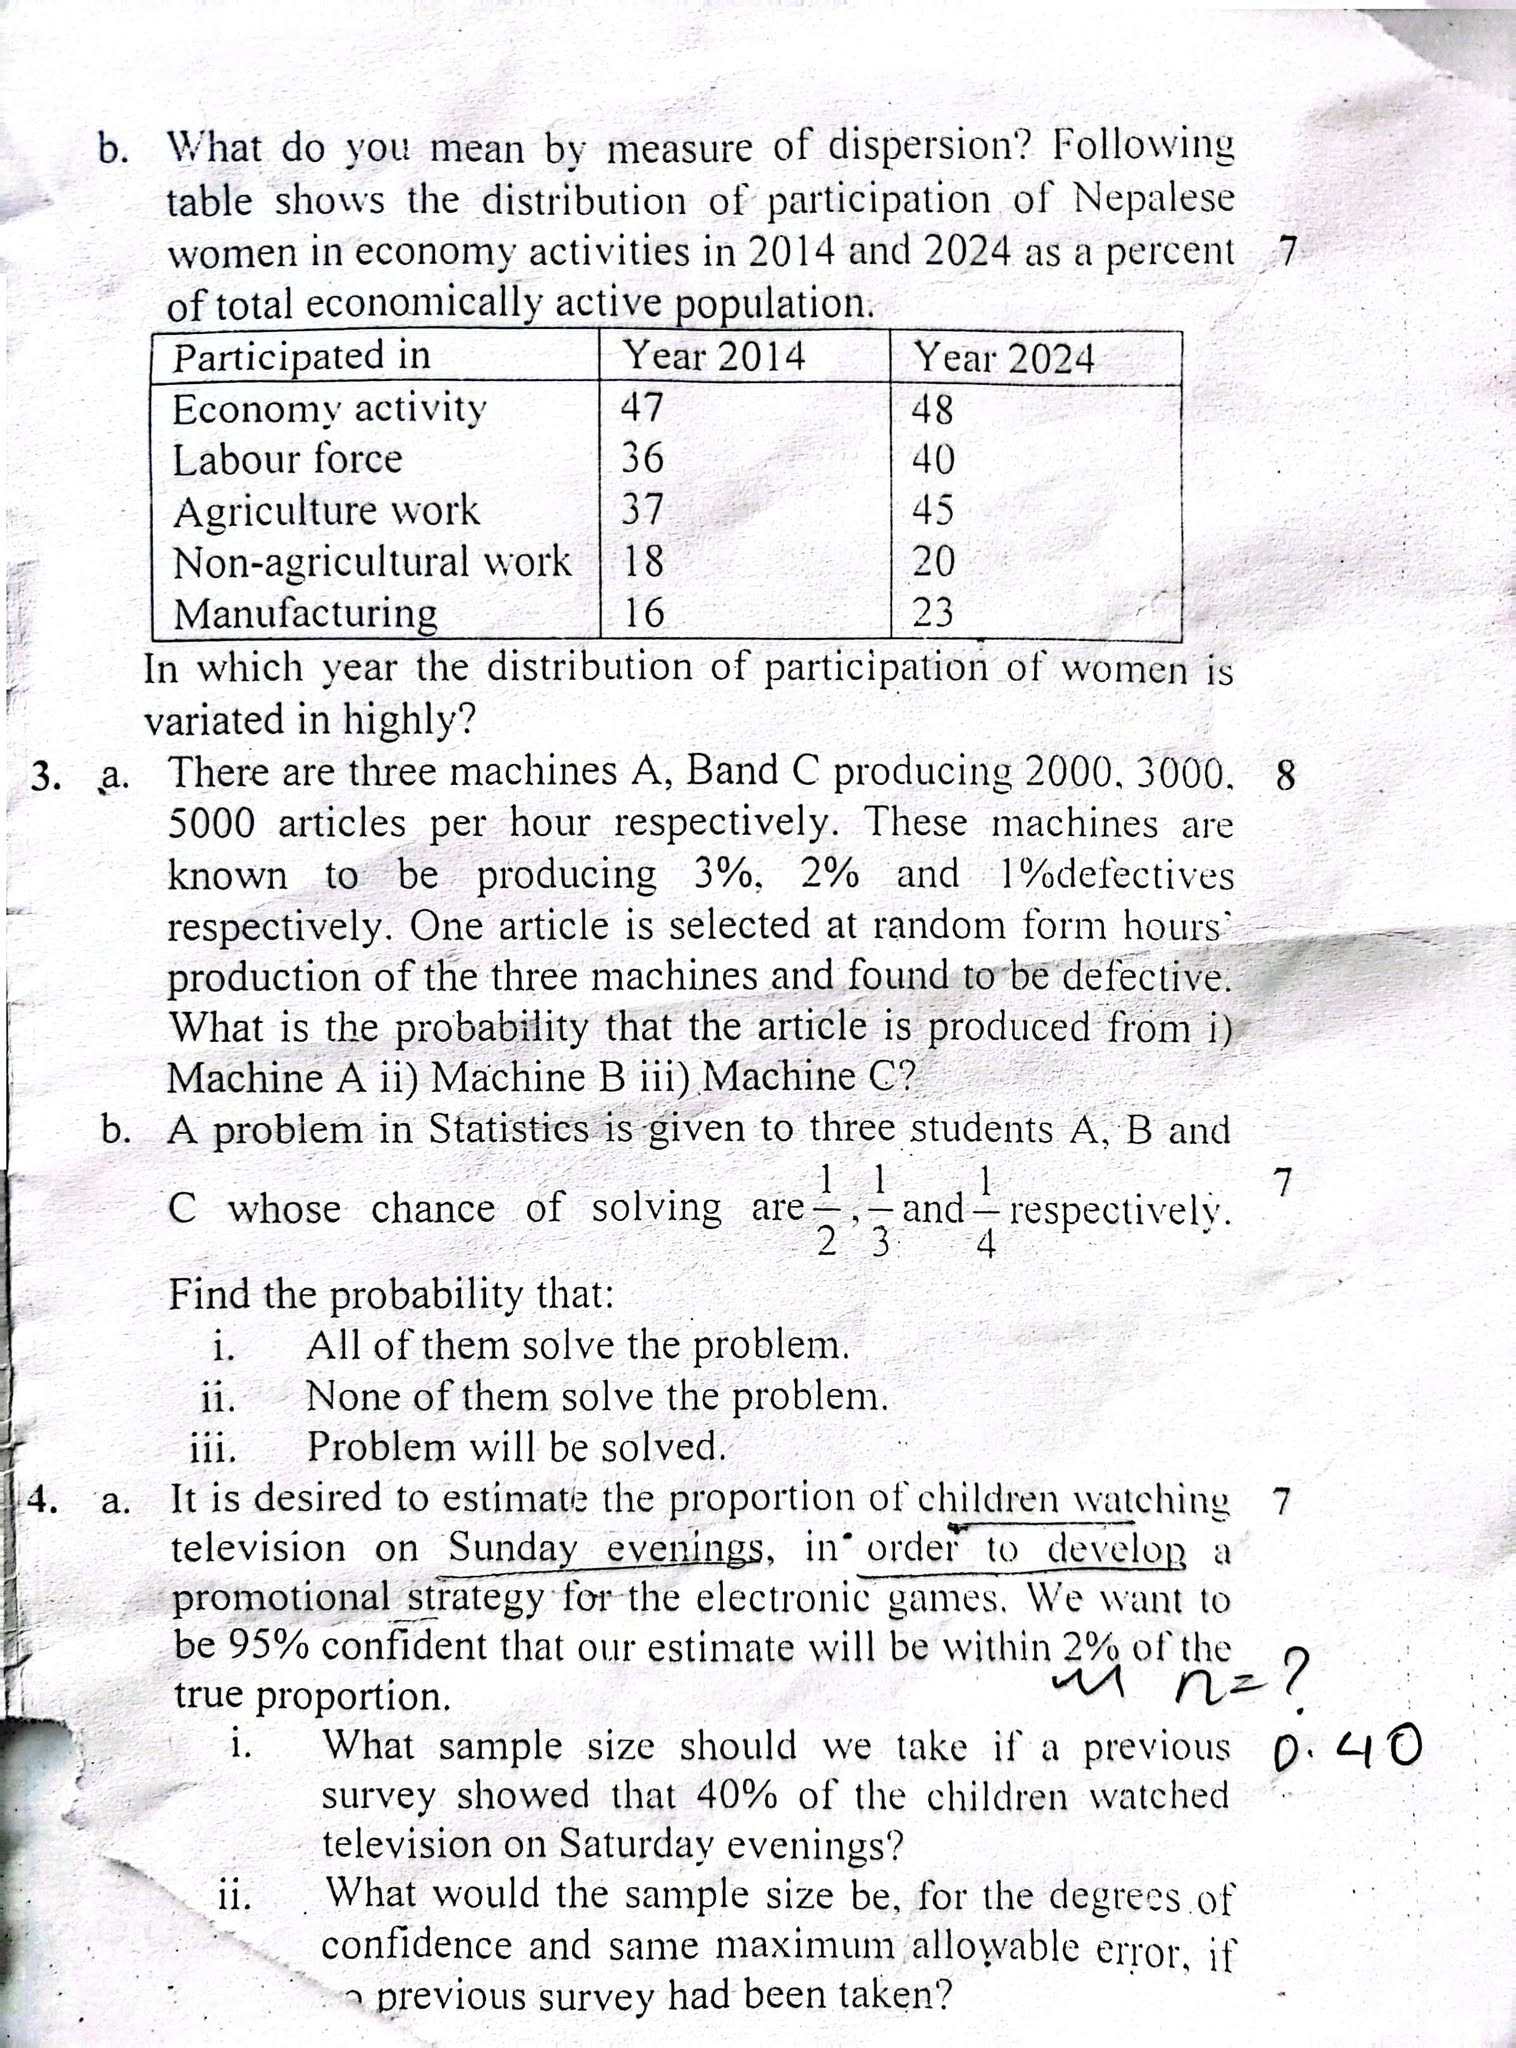 b. What do you mean by measure of dispersion? Following
table shows the distribution of participation of Nepalese
women in economy activities in 2014 and 2024 as a percent 7
of total economically active population.
Participated in Year 2014 Year 2024
Economy activity 47 48
Labour force 36 40
Agriculture work 37 45
Non-agricultural work 18 20
Manufacturing 16 23
In which year the distribution of participation of women is
variated in highly?
3. a. There are three machines A, Band C producing 2000, 3000, 8
5000 articles per hour respectively. These machines are
known to be producing 3%, 2% and 1%defectives
respectively. One article is selected at random form hours'
production of the three machines and found to be defective.
What is the probability that the article is produced from i)
Machine A ii) Machine B iii) Machine C?
b. A problem in Statistics is given to three students A, B and
C whose chance of solving are 1/2, 1/3 and 1/4 respectively. 7
Find the probability that:
i. All of them solve the problem.
ii. None of them solve the problem.
iii. Problem will be solved.
4. a. It is desired to estimate the proportion of children watching 7
television on Sunday evenings, in order to develop a
promotional strategy for the electronic games. We want to
be 95% confident that our estimate will be within 2% of the
true proportion. n=?
i. What sample size should we take if a previous 0.40
survey showed that 40% of the children watched
television on Saturday evenings?
ii. What would the sample size be, for the degrees of
confidence and same maximum allowable error, if
previous survey had been taken?